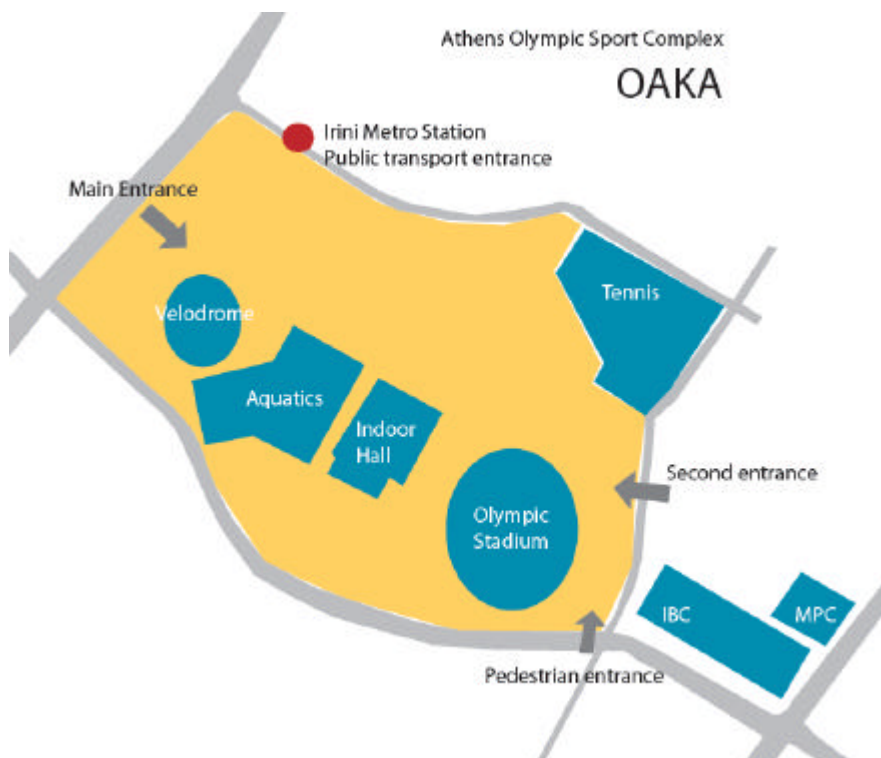 Athens Olympic Sport Complex
OAKA
Irini Metro Station
Public transport entrance
Main Entrance
Velodrome
Tennis
Aquatics
Indoor
Hall
Second entrance
Olympic
Stadium
IBC
MPC
Pedestrian entrance